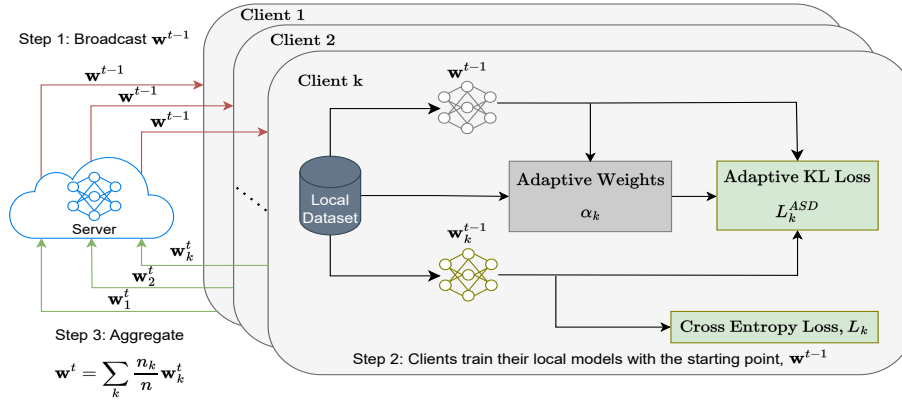 Client 1
Step 1: Broadcast w^{t−1}
Client 2
w^{t−1}
w^{t−1}
w^{t−1}
Client k
w^{t−1}
Local
Dataset
Adaptive Weights
α_k
Adaptive KL Loss
L_k^{ASD}
w_k^{t−1}
Server
w_k^t
w_2^t
w_1^t
Cross Entropy Loss, L_k
Step 3: Aggregate
w^t = ∑_k n_k/n w_k^t
Step 2: Clients train their local models with the starting point, w^{t−1}